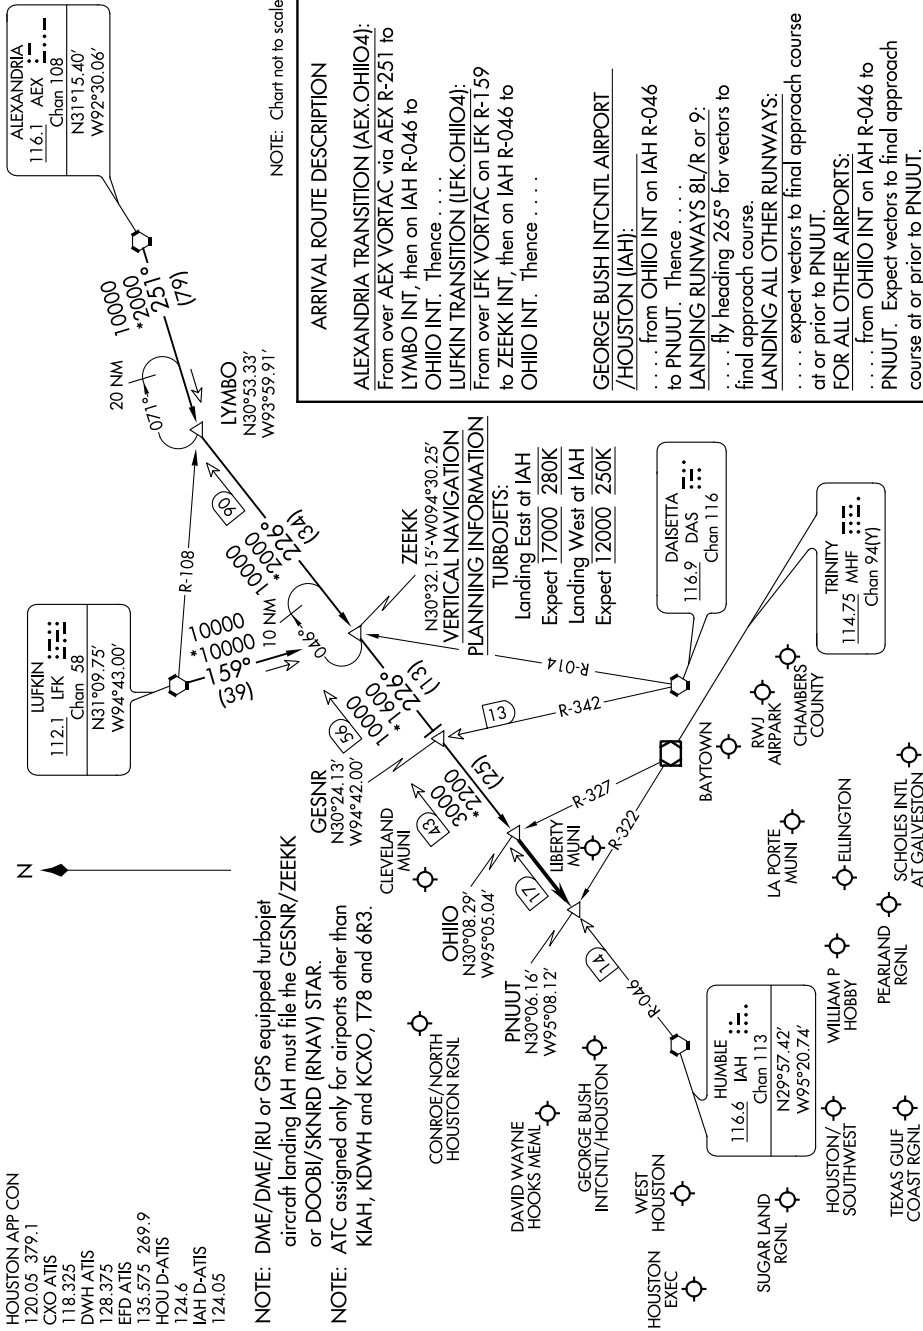 HOUSTON APP CON
120.05 379.1
CXO ATIS
118.325
DWH ATIS
128.375
EFD ATIS
135.575 269.9
HOU D-ATIS
124.6
IAH D-ATIS
124.05
NOTE: DME/DME/IRU or GPS equipped turbojet
aircraft landing IAH must file the GESNR/ZEEKK
or DOOBI/SKNRD (RNAV) STAR.
NOTE: ATC assigned only for airports other than
KIAH, KDWH and KCXO, T78 and 6R3.
N
LUFKIN
112.1 LFK
Chan 58
N31°09.75'
W94°43.00'
ALEXANDRIA
116.1 AEX
Chan 108
N31°15.40'
W92°30.06'
NOTE: Chart not to scale
10000
*2000
251°
(79)
20 NM
071°
LYMBO
N30°53.33'
W93°59.91'
R-108
90
10000
*2000
226°
(34)
10000
*10000
159°
(39)
10 NM
046°
ZEEKK
N30°32.15'-W094°30.25'
VERTICAL NAVIGATION
PLANNING INFORMATION
TURBOJETS:
Landing East at IAH
Expect 17000 280K
Landing West at IAH
Expect 12000 250K
56
10000
*1600
226°
(13)
GESNR
N30°24.13'
W94°42.00'
43
3000
*2200
(25)
13
R-342
R-014
DAISETTA
116.9 DAS
Chan 116
TRINITY
114.75 MHF
Chan 94(Y)
R-327
R-322
OHIIO
N30°08.29'
W95°05.04'
17
PNUUT
N30°06.16'
W95°08.12'
14
R-046
HUMBLE
116.6 IAH
Chan 113
N29°57.42'
W95°20.74'
CLEVELAND
MUNI
LIBERTY
MUNI
BAYTOWN
RWJ
AIRPARK
CHAMBERS
COUNTY
CONROE/NORTH
HOUSTON RGNL
DAVID WAYNE
HOOKS MEML
GEORGE BUSH
INTCNTL/HOUSTON
WEST
HOUSTON
HOUSTON
EXEC
SUGAR LAND
RGNL
HOUSTON/
SOUTHWEST
TEXAS GULF
COAST RGNL
WILLIAM P
HOBBY
PEARLAND
RGNL
LA PORTE
MUNI
ELLINGTON
SCHOLES INTL
AT GALVESTON
ARRIVAL ROUTE DESCRIPTION
ALEXANDRIA TRANSITION (AEX.OHIIO4):
From over AEX VORTAC via AEX R-251 to
LYMBO INT, then on IAH R-046 to
OHIIO INT. Thence . . . .
LUFKIN TRANSITION (LFK.OHIIO4):
From over LFK VORTAC on LFK R-159
to ZEEKK INT, then on IAH R-046 to
OHIIO INT. Thence . . . .
GEORGE BUSH INTCNTL AIRPORT
/HOUSTON (IAH):
. . . . from OHIIO INT on IAH R-046
to PNUUT. Thence . . . .
LANDING RUNWAYS 8L/R or 9:
. . . . fly heading 265° for vectors to
final approach course.
LANDING ALL OTHER RUNWAYS:
. . . . expect vectors to final approach course
at or prior to PNUUT.
FOR ALL OTHER AIRPORTS:
. . . . from OHIIO INT on IAH R-046 to
PNUUT. Expect vectors to final approach
course at or prior to PNUUT.